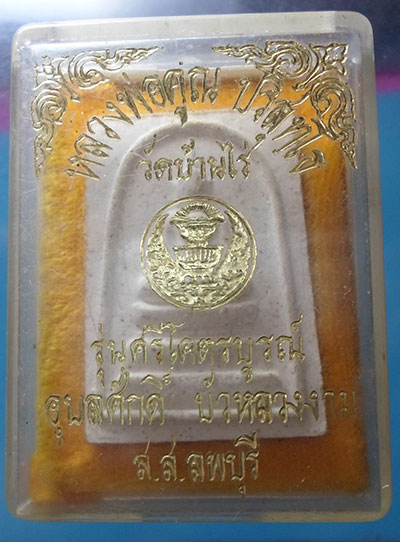 หลวงพ่อคูณ ปริสุทโธ
วัดบ้านไร่
รุ่นศรีโคตรบูรณ์
อุบลศักดิ์ บัวหลวงงาม
ส.ส.ลพบุรี